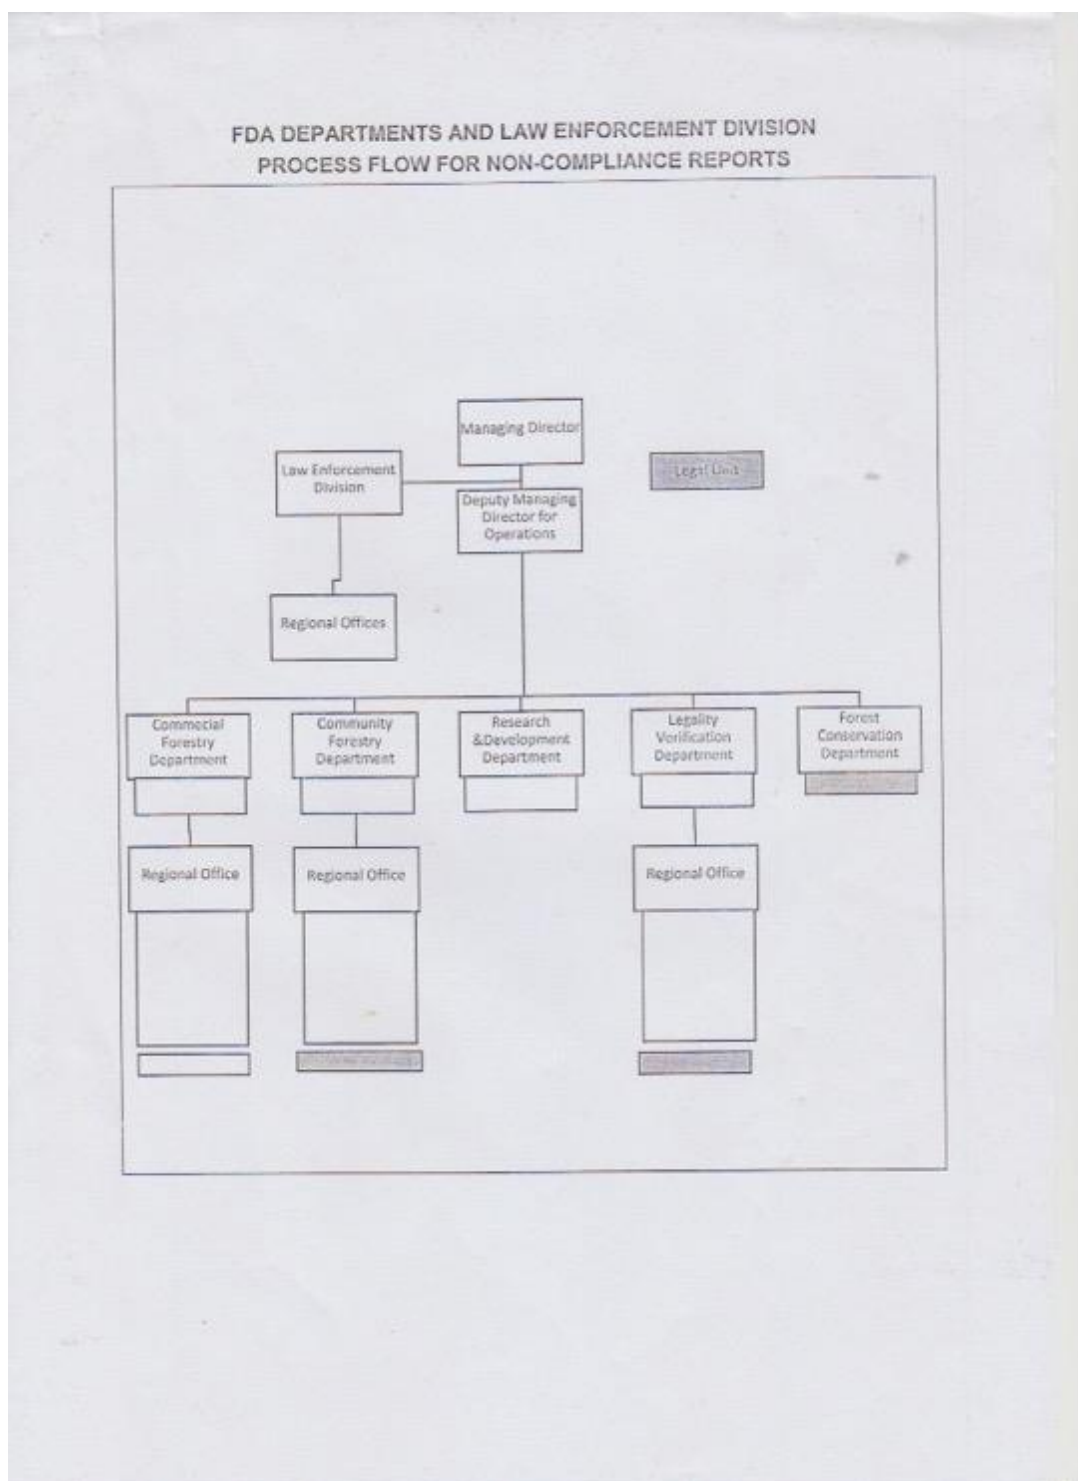 FDA DEPARTMENTS AND LAW ENFORCEMENT DIVISION
PROCESS FLOW FOR NON-COMPLIANCE REPORTS
Managing Director
Law Enforcement
Division
Legal Unit
Deputy Managing
Director for
Operations
Regional Offices
Commecial
Forestry
Department
Community
Forestry
Department
Research
&Development
Department
Legality
Verification
Department
Forest
Conservation
Department
Regional Office
Regional Office
Regional Office